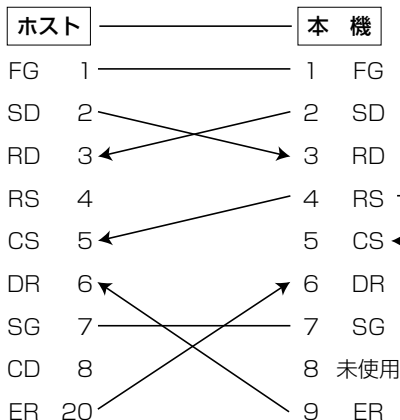 ホスト 本 機
FG 1 1 FG
SD 2 2 SD
RD 3 3 RD
RS 4 4 RS
CS 5 5 CS
DR 6 6 DR
SG 7 7 SG
CD 8 8 未使用
ER 20 9 ER